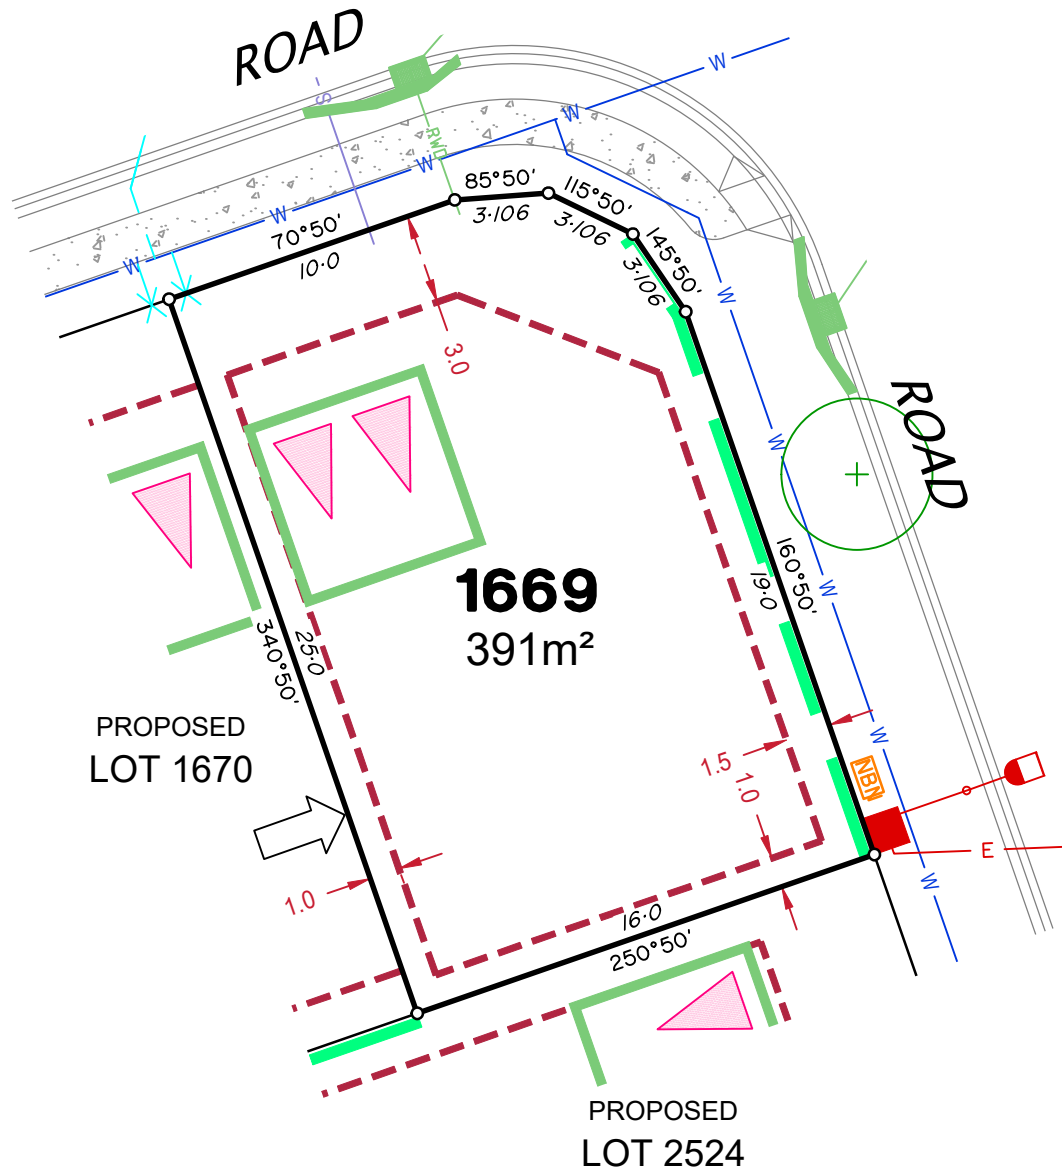 ROAD
- S
RWC
W
W
W
W
W
85°50'
3·106
115°50'
3·106
145°50'
3·106
70°50'
10·0
W
W
W
W
W
3.0
ROAD
160°50'
19·0
1669
391m²
340°50'
25·0
PROPOSED
LOT 1670
1.5
1.0
NBN
E
1.0
16·0
250°50'
PROPOSED
LOT 2524